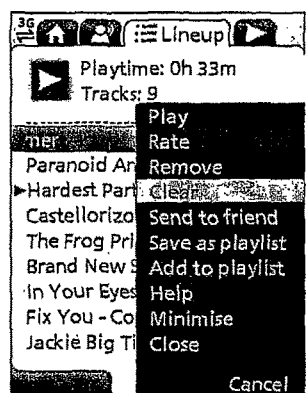 3G
Lineup
Playtime: 0h 33m
Tracks: 9
ner
Paranoid An
Hardest Part
Castellorizo
The Frog Pri
Brand New S
In Your Eyes
Fix You - Co
Jackie Big Ti
Play
Rate
Remove
Clear
Send to friend
Save as playlist
Add to playlist
Help
Minimise
Close
Cancel